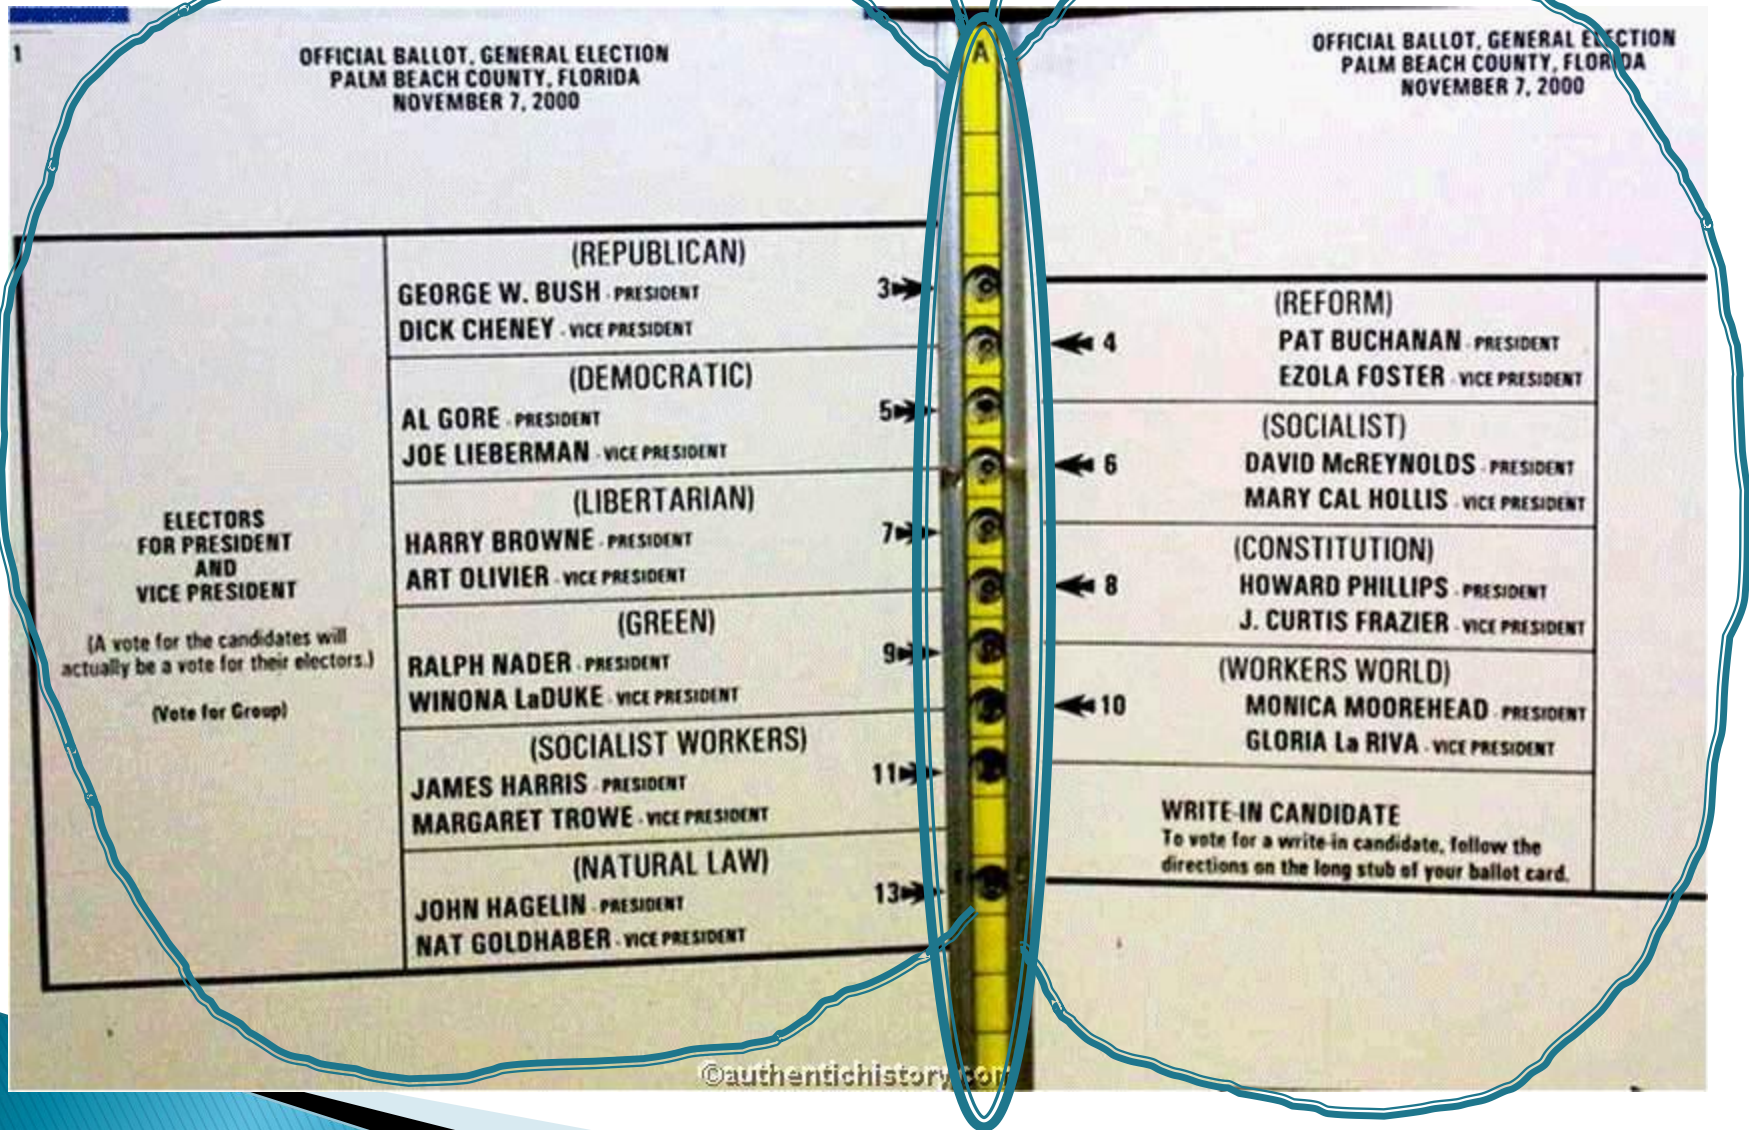 1
OFFICIAL BALLOT, GENERAL ELECTION
PALM BEACH COUNTY, FLORIDA
NOVEMBER 7, 2000
ELECTORS
FOR PRESIDENT
AND
VICE PRESIDENT
(A vote for the candidates will
actually be a vote for their electors.)
(Vote for Group)
(REPUBLICAN)
GEORGE W. BUSH - PRESIDENT
DICK CHENEY - VICE PRESIDENT
3
(DEMOCRATIC)
AL GORE - PRESIDENT
JOE LIEBERMAN - VICE PRESIDENT
5
(LIBERTARIAN)
HARRY BROWNE - PRESIDENT
ART OLIVIER - VICE PRESIDENT
7
(GREEN)
RALPH NADER - PRESIDENT
WINONA LaDUKE - VICE PRESIDENT
9
(SOCIALIST WORKERS)
JAMES HARRIS - PRESIDENT
MARGARET TROWE - VICE PRESIDENT
11
(NATURAL LAW)
JOHN HAGELIN - PRESIDENT
NAT GOLDHABER - VICE PRESIDENT
13
A
OFFICIAL BALLOT, GENERAL ELECTION
PALM BEACH COUNTY, FLORIDA
NOVEMBER 7, 2000
(REFORM)
4
PAT BUCHANAN - PRESIDENT
EZOLA FOSTER - VICE PRESIDENT
(SOCIALIST)
6
DAVID McREYNOLDS - PRESIDENT
MARY CAL HOLLIS - VICE PRESIDENT
(CONSTITUTION)
8
HOWARD PHILLIPS - PRESIDENT
J. CURTIS FRAZIER - VICE PRESIDENT
(WORKERS WORLD)
10
MONICA MOOREHEAD - PRESIDENT
GLORIA La RIVA - VICE PRESIDENT
WRITE-IN CANDIDATE
To vote for a write-in candidate, follow the
directions on the long stub of your ballot card.
©authentichistory.com